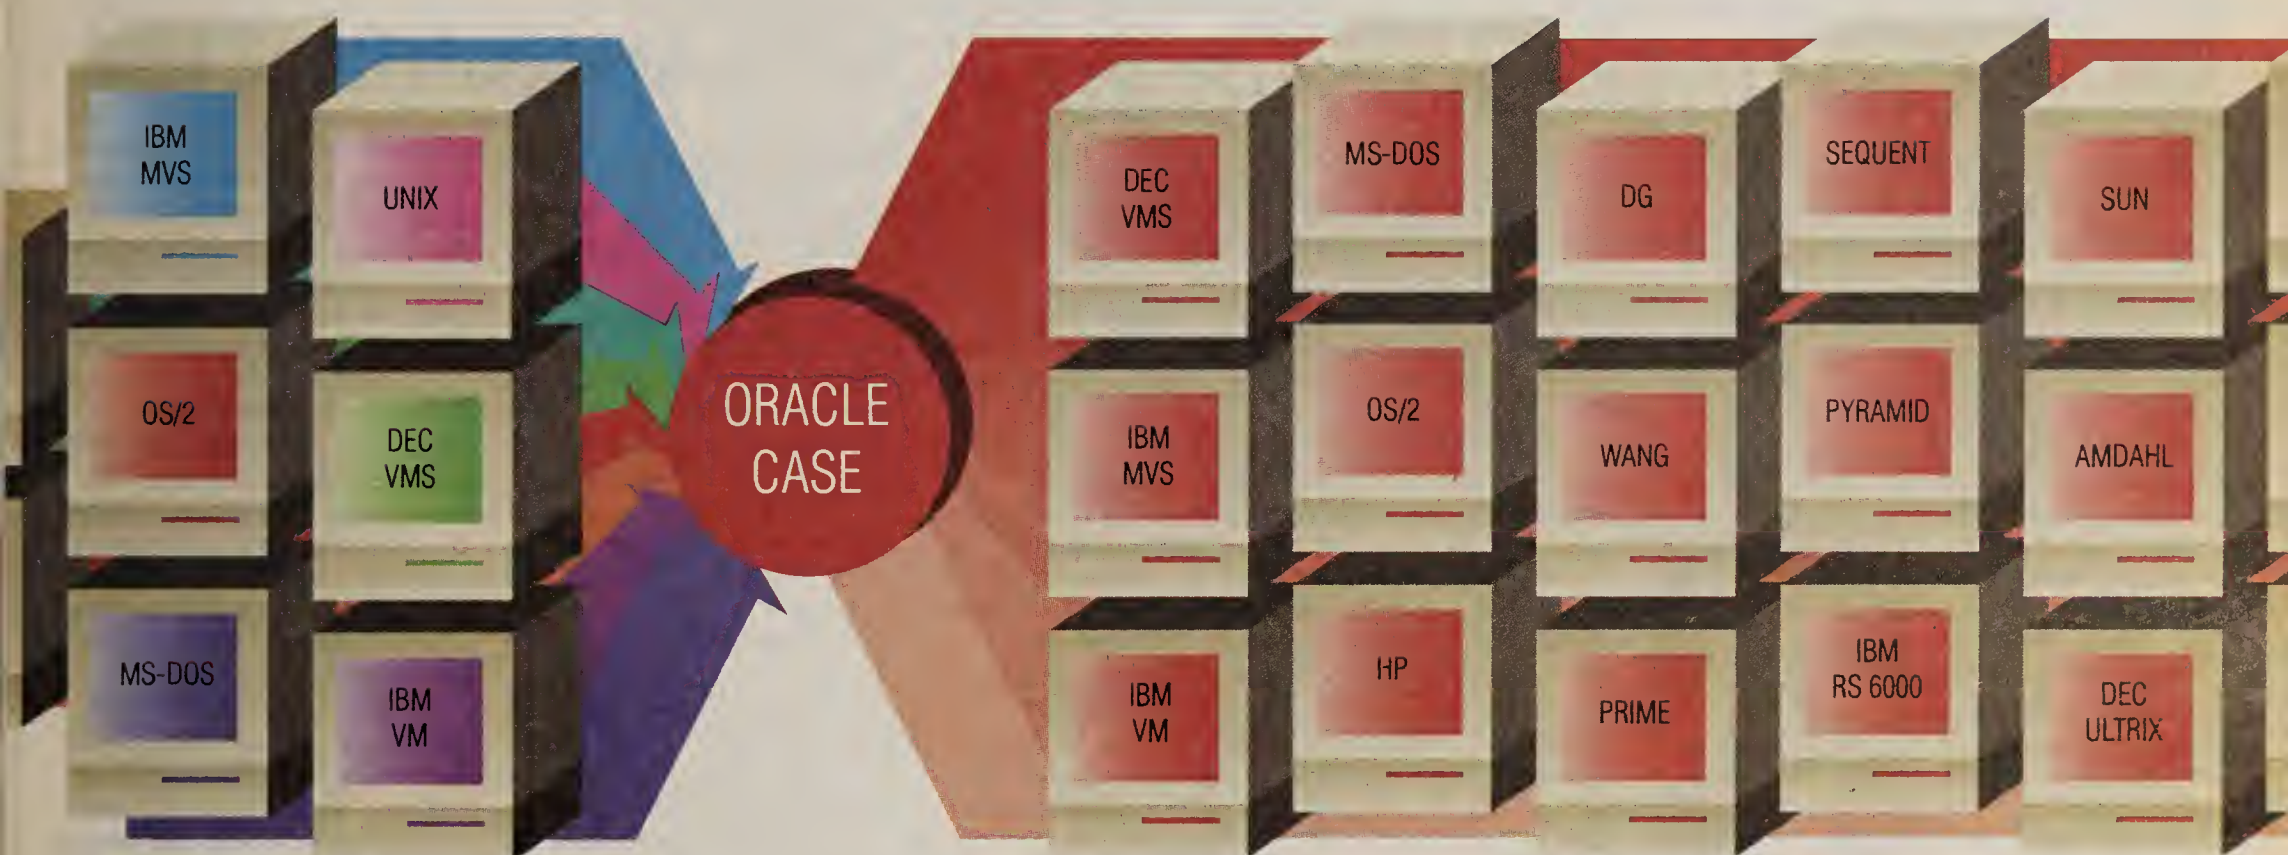 IBM
MVS
UNIX
OS/2
DEC
VMS
MS-DOS
IBM
VM
ORACLE
CASE
DEC
VMS
MS-DOS
DG
SEQUENT
SUN
IBM
MVS
OS/2
WANG
PYRAMID
AMDAHL
IBM
VM
HP
PRIME
IBM
RS 6000
DEC
ULTRIX